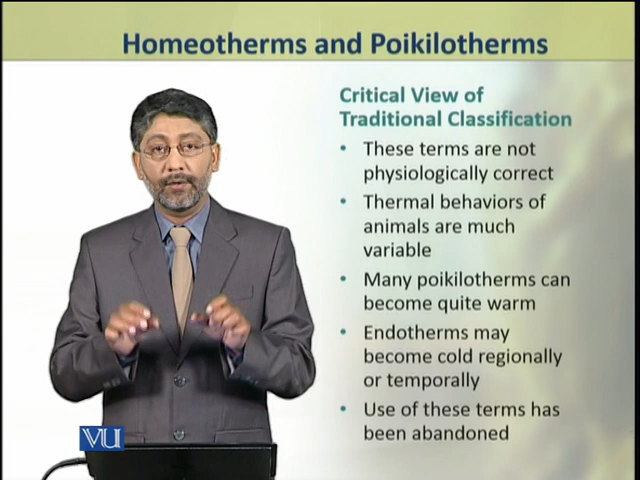 Homeotherms and Poikilotherms
Critical View of
Traditional Classification
• These terms are not
physiologically correct
• Thermal behaviors of
animals are much
variable
• Many poikilotherms can
become quite warm
• Endotherms may
become cold regionally
or temporally
• Use of these terms has
been abandoned
VU